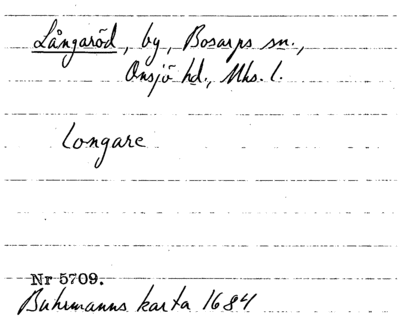 Långaröd, by, Bosarps sn.,
Onsjö hd., Mhs. l.
Longare
Nr 5709.
Buhrmanns karta 1684